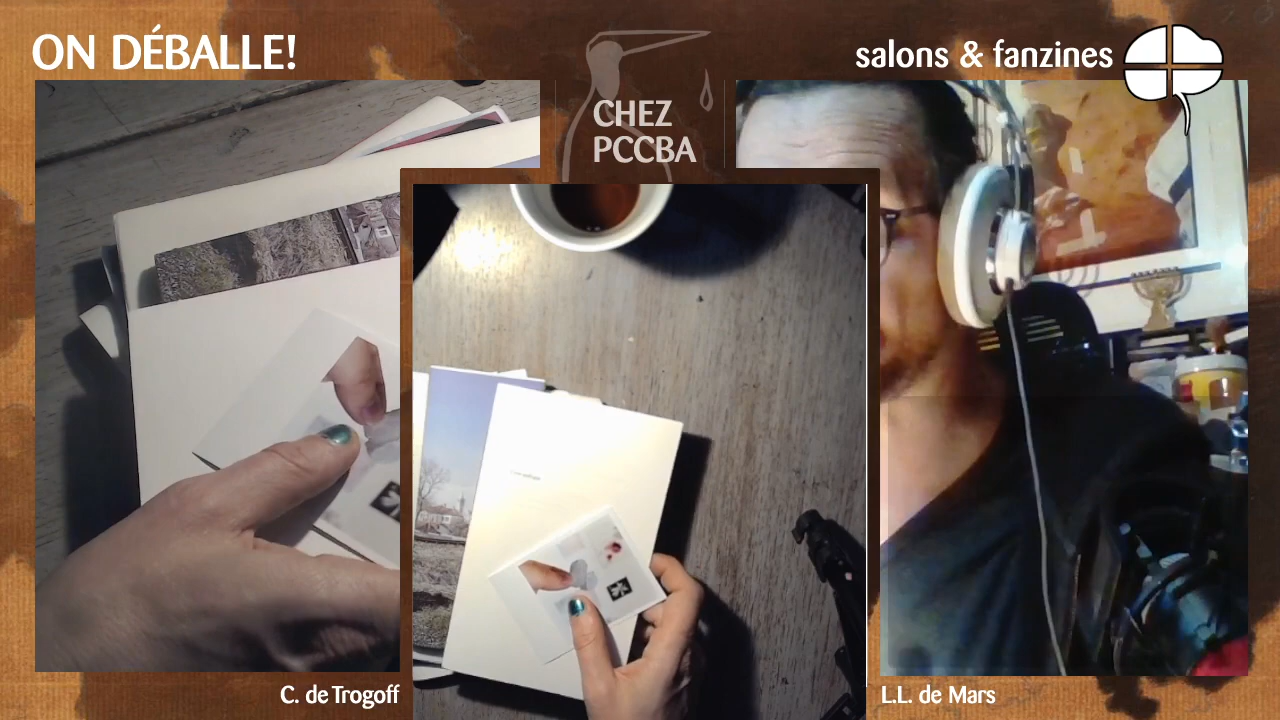 ON DÉBALLE!
salons & fanzines
CHEZ
PCCBA
C. de Trogoff
L.L. de Mars